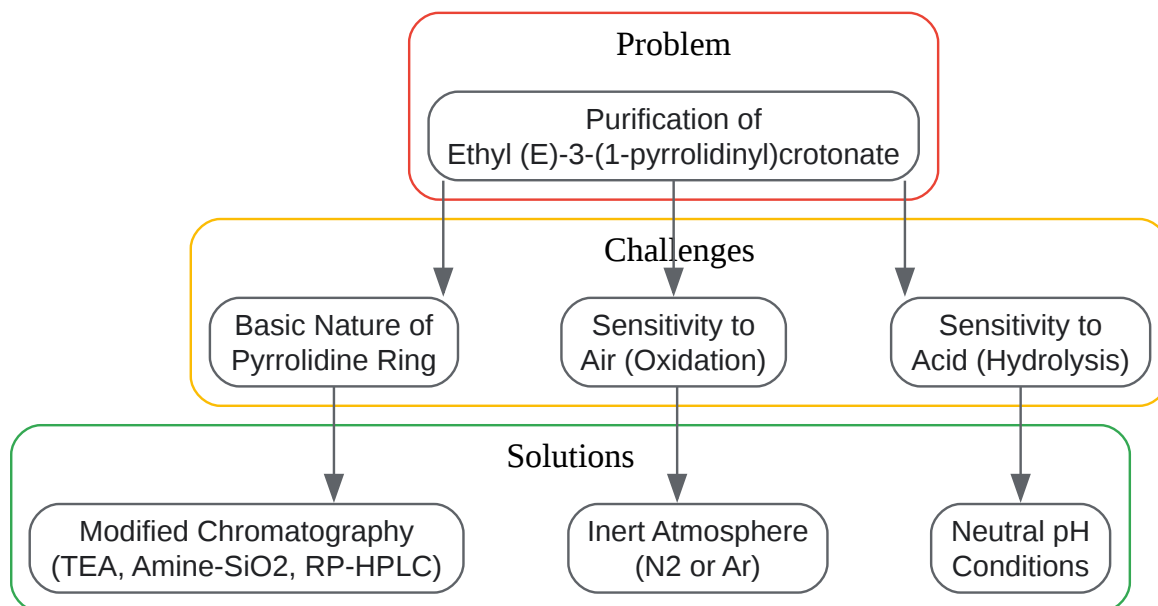 Problem
Purification of
Ethyl (E)-3-(1-pyrrolidinyl)crotonate
Challenges
Basic Nature of
Pyrrolidine Ring
Sensitivity to
Air (Oxidation)
Sensitivity to
Acid (Hydrolysis)
Solutions
Modified Chromatography
(TEA, Amine-SiO2, RP-HPLC)
Inert Atmosphere
(N2 or Ar)
Neutral pH
Conditions